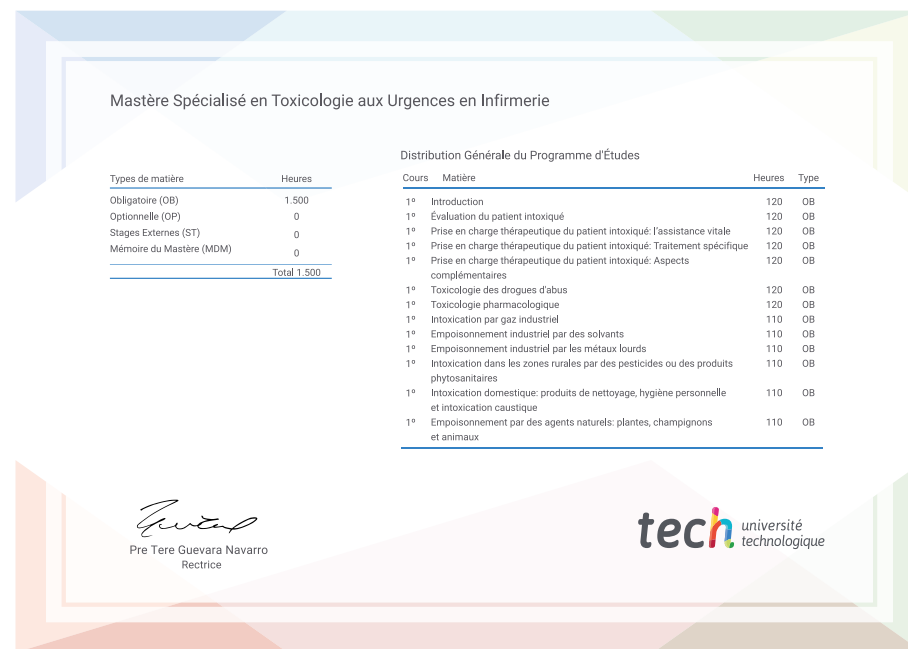 Mastère Spécialisé en Toxicologie aux Urgences en Infirmerie
Types de matière Heures
Obligatoire (OB) 1.500
Optionnelle (OP) 0
Stages Externes (ST) 0
Mémoire du Mastère (MDM) 0
Total 1.500
Distribution Générale du Programme d'Études
Cours Matière Heures Type
1º Introduction 120 OB
1º Évaluation du patient intoxiqué 120 OB
1º Prise en charge thérapeutique du patient intoxiqué: l'assistance vitale 120 OB
1º Prise en charge thérapeutique du patient intoxiqué: Traitement spécifique 120 OB
1º Prise en charge thérapeutique du patient intoxiqué: Aspects 120 OB
complémentaires
1º Toxicologie des drogues d'abus 120 OB
1º Toxicologie pharmacologique 120 OB
1º Intoxication par gaz industriel 110 OB
1º Empoisonnement industriel par des solvants 110 OB
1º Empoisonnement industriel par les métaux lourds 110 OB
1º Intoxication dans les zones rurales par des pesticides ou des produits 110 OB
phytosanitaires
1º Intoxication domestique: produits de nettoyage, hygiène personnelle 110 OB
et intoxication caustique
1º Empoisonnement par des agents naturels: plantes, champignons 110 OB
et animaux
Pre Tere Guevara Navarro
Rectrice
tech université
technologique